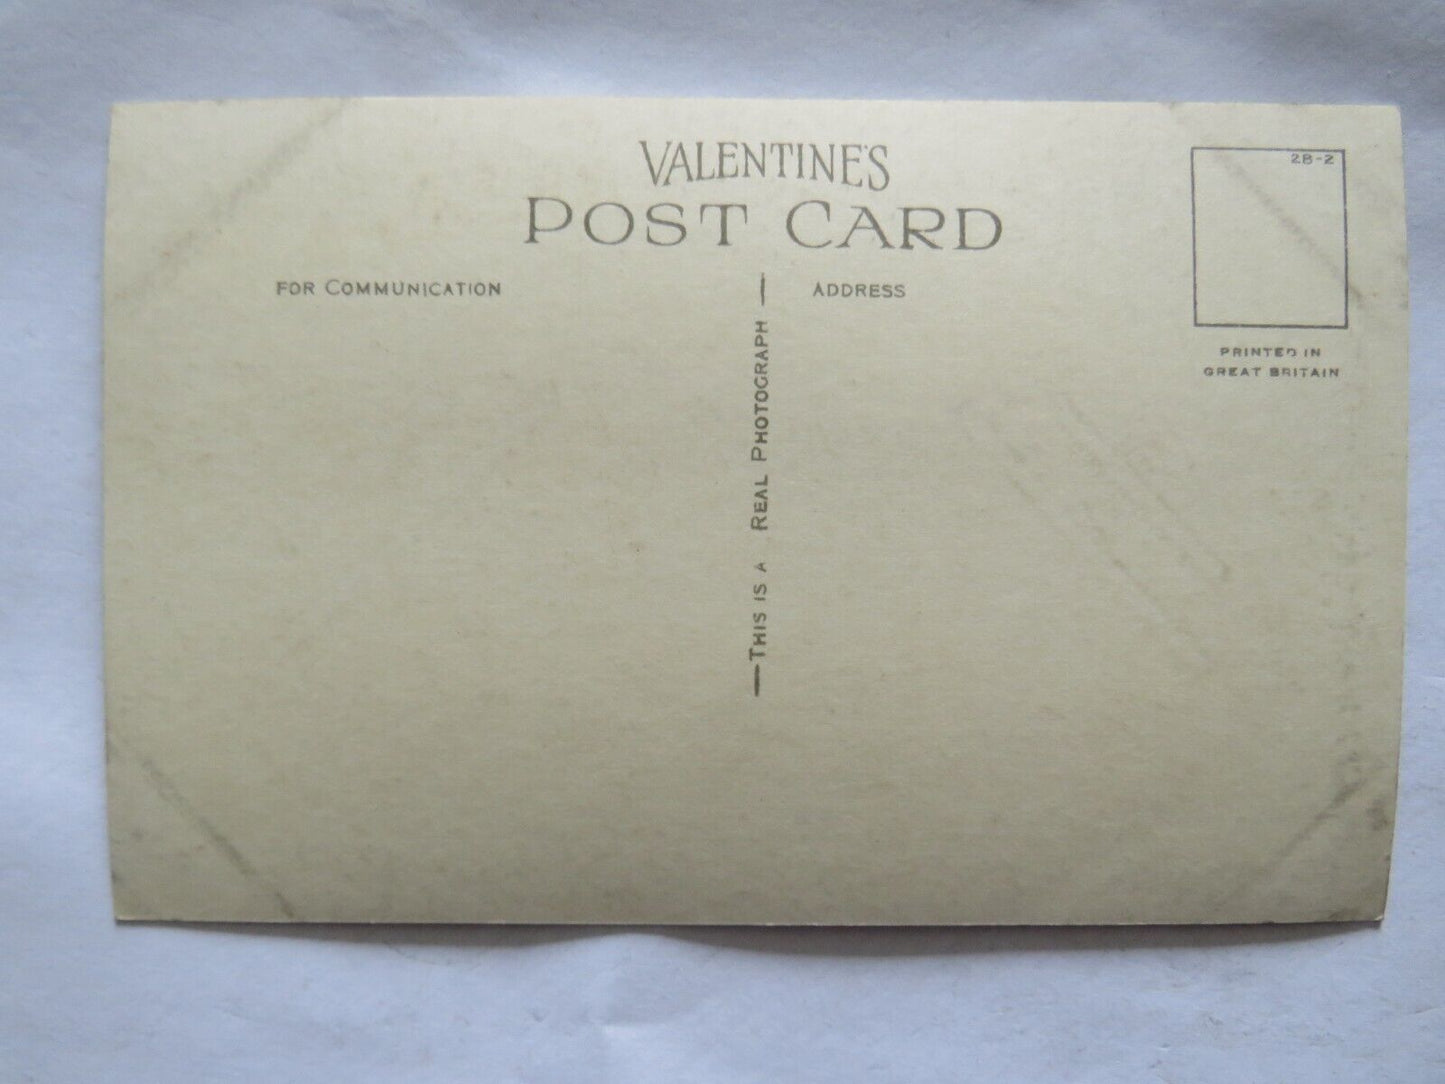 VALENTINE'S
POST CARD
FOR COMMUNICATION
ADDRESS
—THIS IS A REAL PHOTOGRAPH—
2B-2
PRINTED IN
GREAT BRITAIN